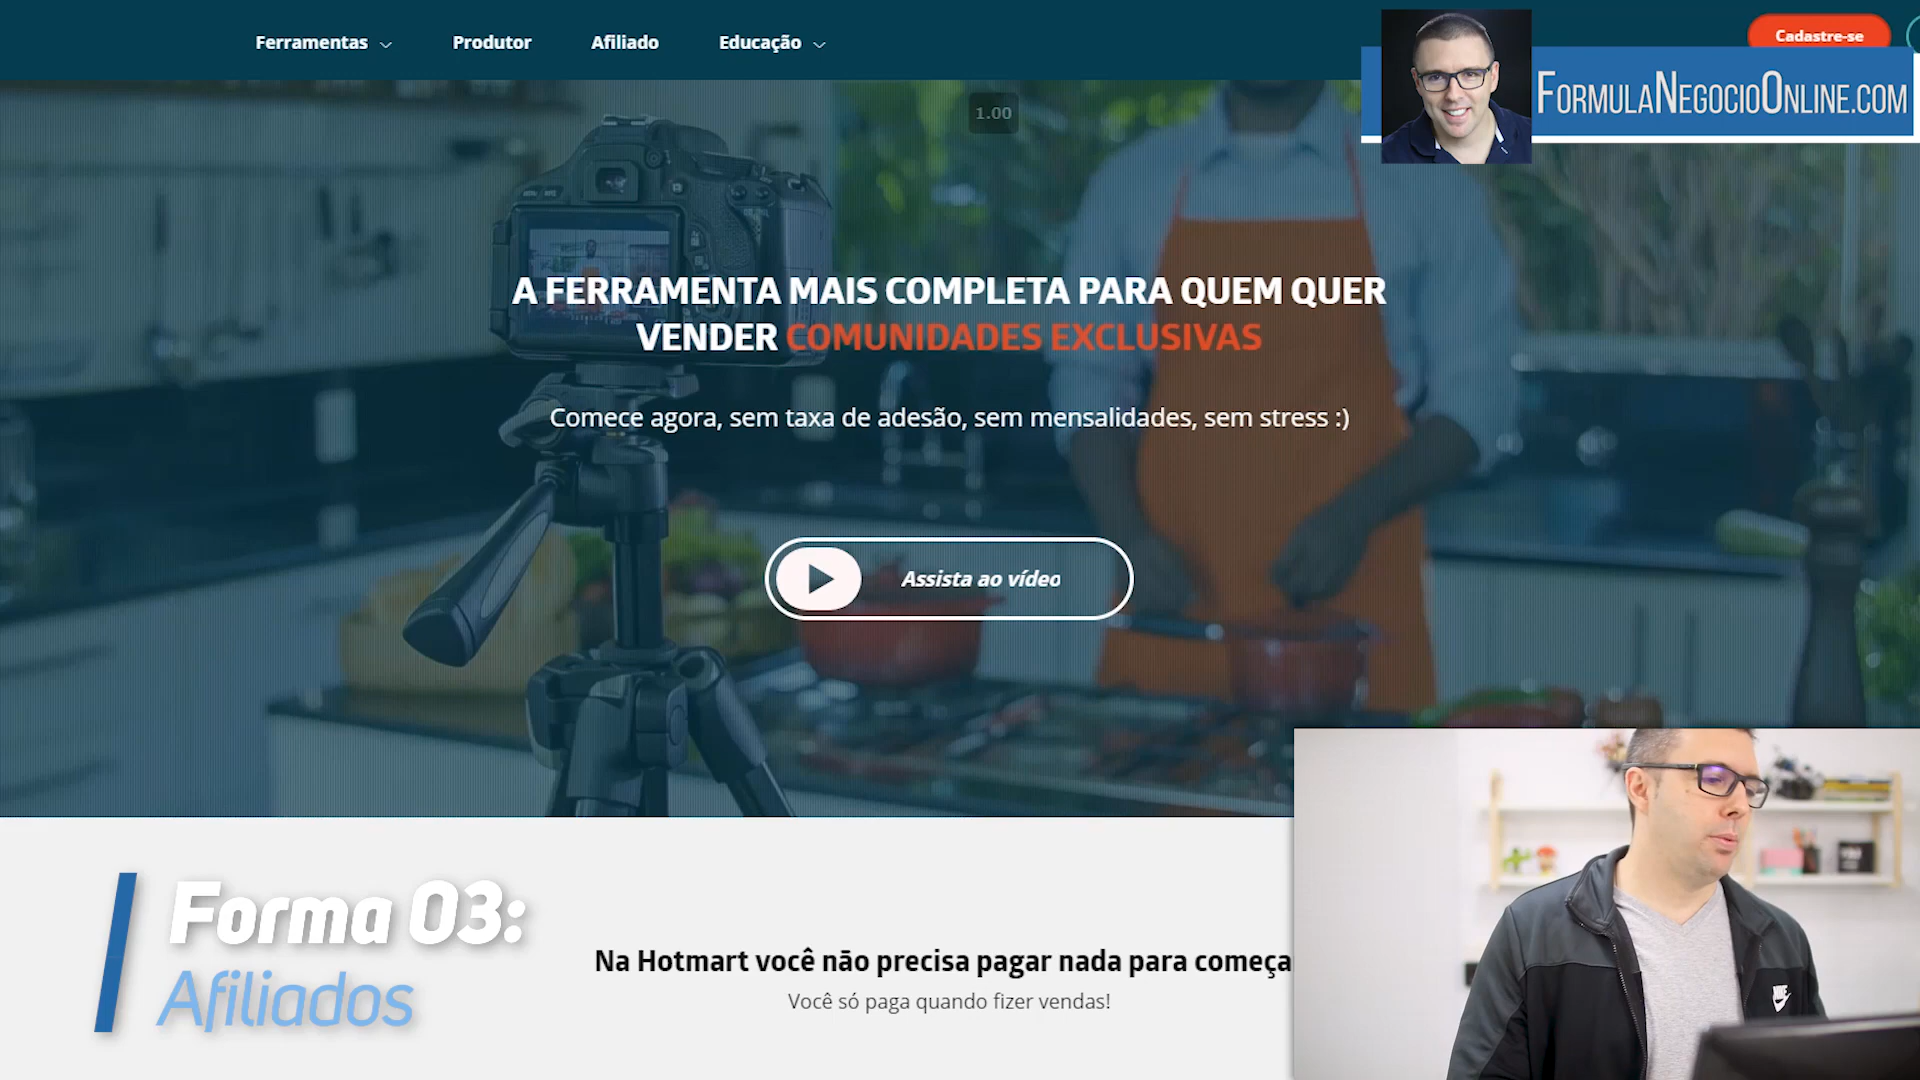 Ferramentas
Produtor
Afiliado
Educação
Cadastre-se
FormulaNegocioOnline.com
1.00
A FERRAMENTA MAIS COMPLETA PARA QUEM QUER
VENDER COMUNIDADES EXCLUSIVAS
Comece agora, sem taxa de adesão, sem mensalidades, sem stress :)
Assista ao vídeo
Forma 03:
Afiliados
Na Hotmart você não precisa pagar nada para começa
Você só paga quando fizer vendas!